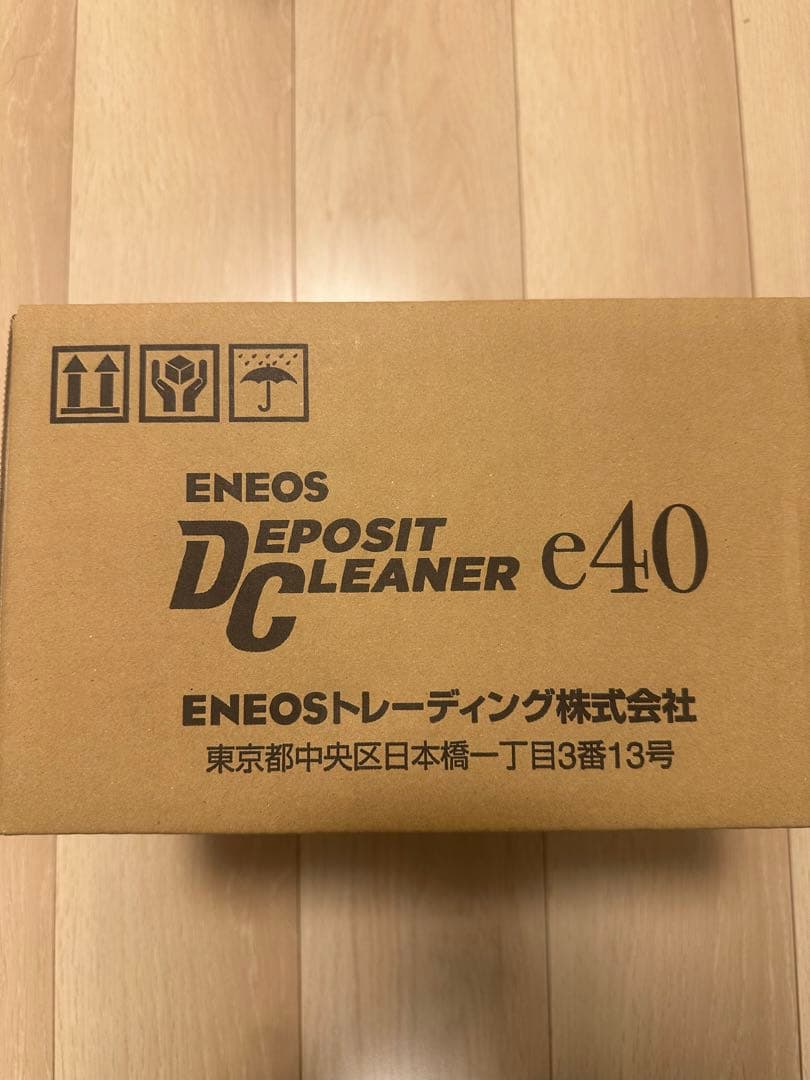 ENEOS
DEPOSIT
CLEANER e40
ENEOSトレーディング株式会社
東京都中央区日本橋一丁目3番13号